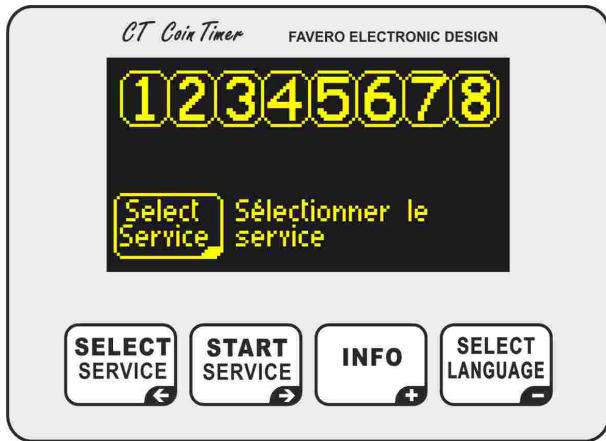 CT Coin Timer FAVERO ELECTRONIC DESIGN
12345678
Select Sélectionner le
Service service
SELECT START INFO SELECT
SERVICE SERVICE LANGUAGE
← → + -